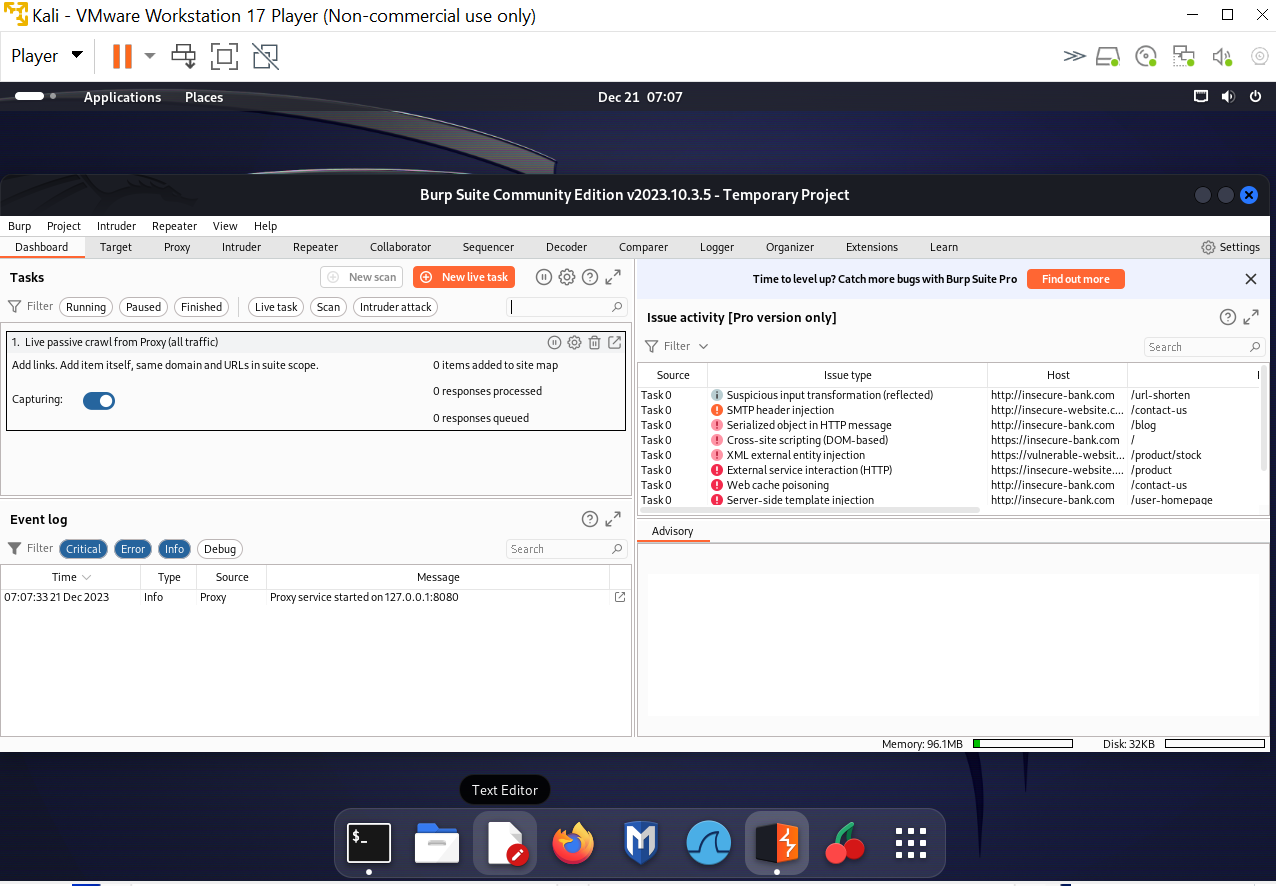 Kali - VMware Workstation 17 Player (Non-commercial use only)
Player
Applications Places Dec 21 07:07
Burp Suite Community Edition v2023.10.3.5 - Temporary Project
Burp Project Intruder Repeater View Help
Dashboard Target Proxy Intruder Repeater Collaborator Sequencer Decoder Comparer Logger Organizer Extensions Learn Settings
Tasks New scan New live task
Filter Running Paused Finished Live task Scan Intruder attack
1. Live passive crawl from Proxy (all traffic)
Add links. Add item itself, same domain and URLs in suite scope. 0 items added to site map
0 responses processed
Capturing:
0 responses queued
Event log
Filter Critical Error Info Debug Search
Time Type Source Message
07:07:33 21 Dec 2023 Info Proxy Proxy service started on 127.0.0.1:8080
Time to level up? Catch more bugs with Burp Suite Pro Find out more
Issue activity [Pro version only]
Filter Search
Source Issue type Host
Task 0 Suspicious input transformation (reflected) http://insecure-bank.com /url-shorten
Task 0 SMTP header injection http://insecure-website.c... /contact-us
Task 0 Serialized object in HTTP message http://insecure-bank.com /blog
Task 0 Cross-site scripting (DOM-based) https://insecure-bank.com /
Task 0 XML external entity injection https://vulnerable-websit... /product/stock
Task 0 External service interaction (HTTP) https://insecure-website.... /product
Task 0 Web cache poisoning http://insecure-bank.com /contact-us
Task 0 Server-side template injection http://insecure-bank.com /user-homepage
Advisory
Memory: 96.1MB Disk: 32KB
Text Editor
$_
M